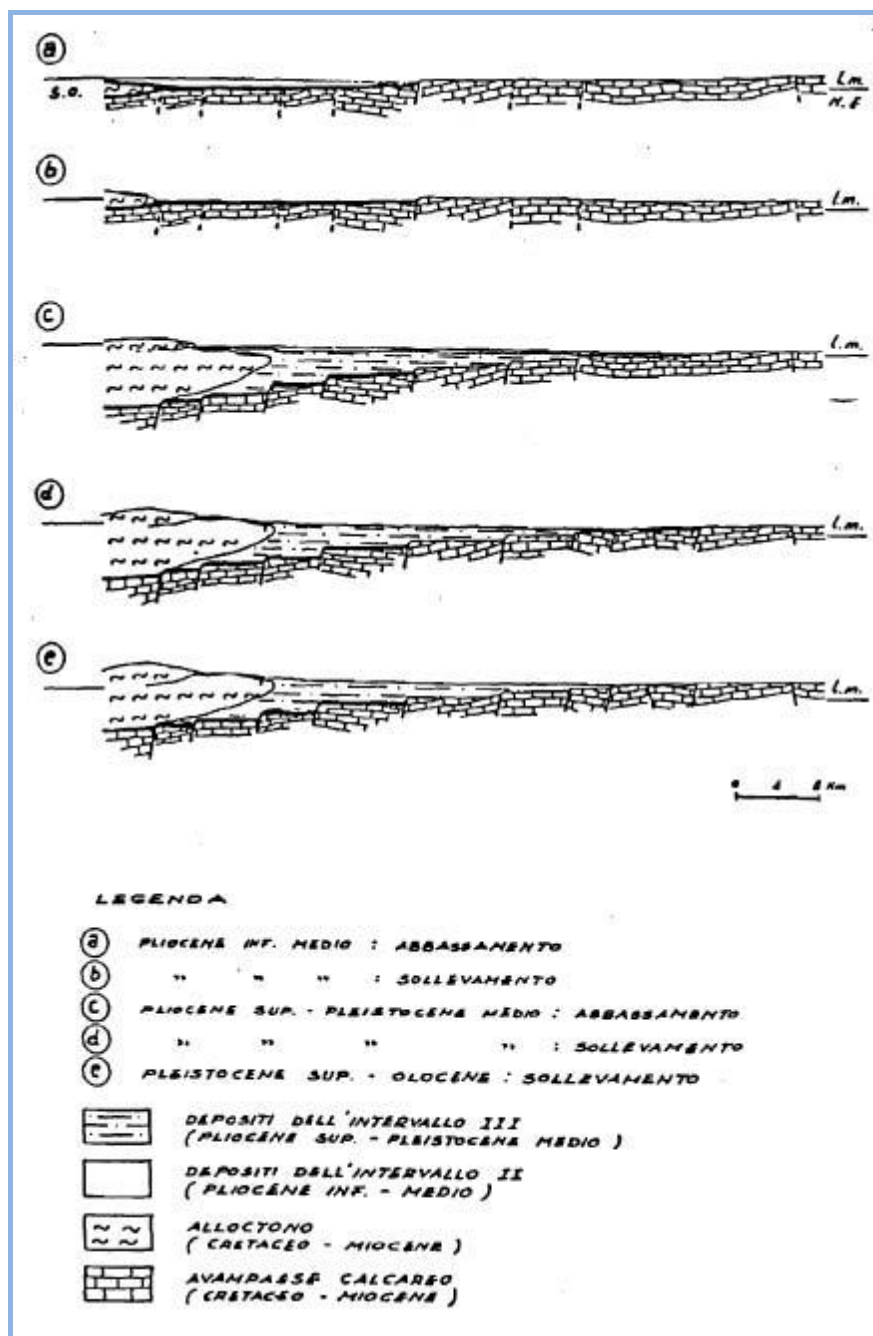 a
S.O.
l.m.
N.E
b
l.m.
c
l.m.
d
l.m.
e
l.m.
0 4 8 Km
LEGENDA
a PLIOCENE INF. MEDIO : ABBASSAMENTO
b " " " : SOLLEVAMENTO
c PLIOCENE SUP. - PLEISTOCENE MEDIO : ABBASSAMENTO
d " " " " : SOLLEVAMENTO
e PLEISTOCENE SUP. - OLOCENE : SOLLEVAMENTO
DEPOSITI DELL'INTERVALLO III
( PLIOCENE SUP. - PLEISTOCENE MEDIO )
DEPOSITI DELL'INTERVALLO II
( PLIOCENE INF. - MEDIO )
ALLOCTONO
( CRETACEO - MIOCENE )
AVAMPAESE CALCAREO
( CRETACEO - MIOCENE )